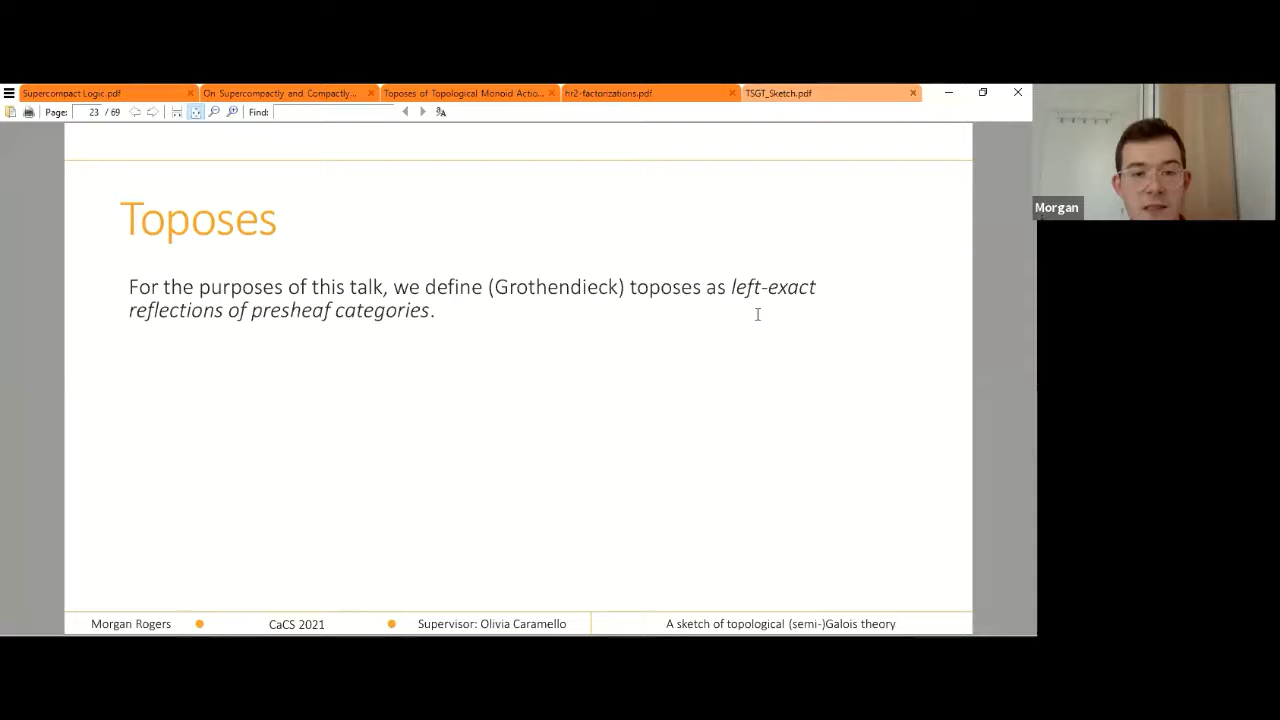 Supercompact Logic.pdf
On Supercompactly and Compactly...
Toposes of Topological Monoid Actio...
hr2-factorizations.pdf
TSGT_Sketch.pdf
Page: 23 / 69
Find:
Morgan
Toposes
For the purposes of this talk, we define (Grothendieck) toposes as left-exact
reflections of presheaf categories.
Morgan Rogers
CaCS 2021
Supervisor: Olivia Caramello
A sketch of topological (semi-)Galois theory